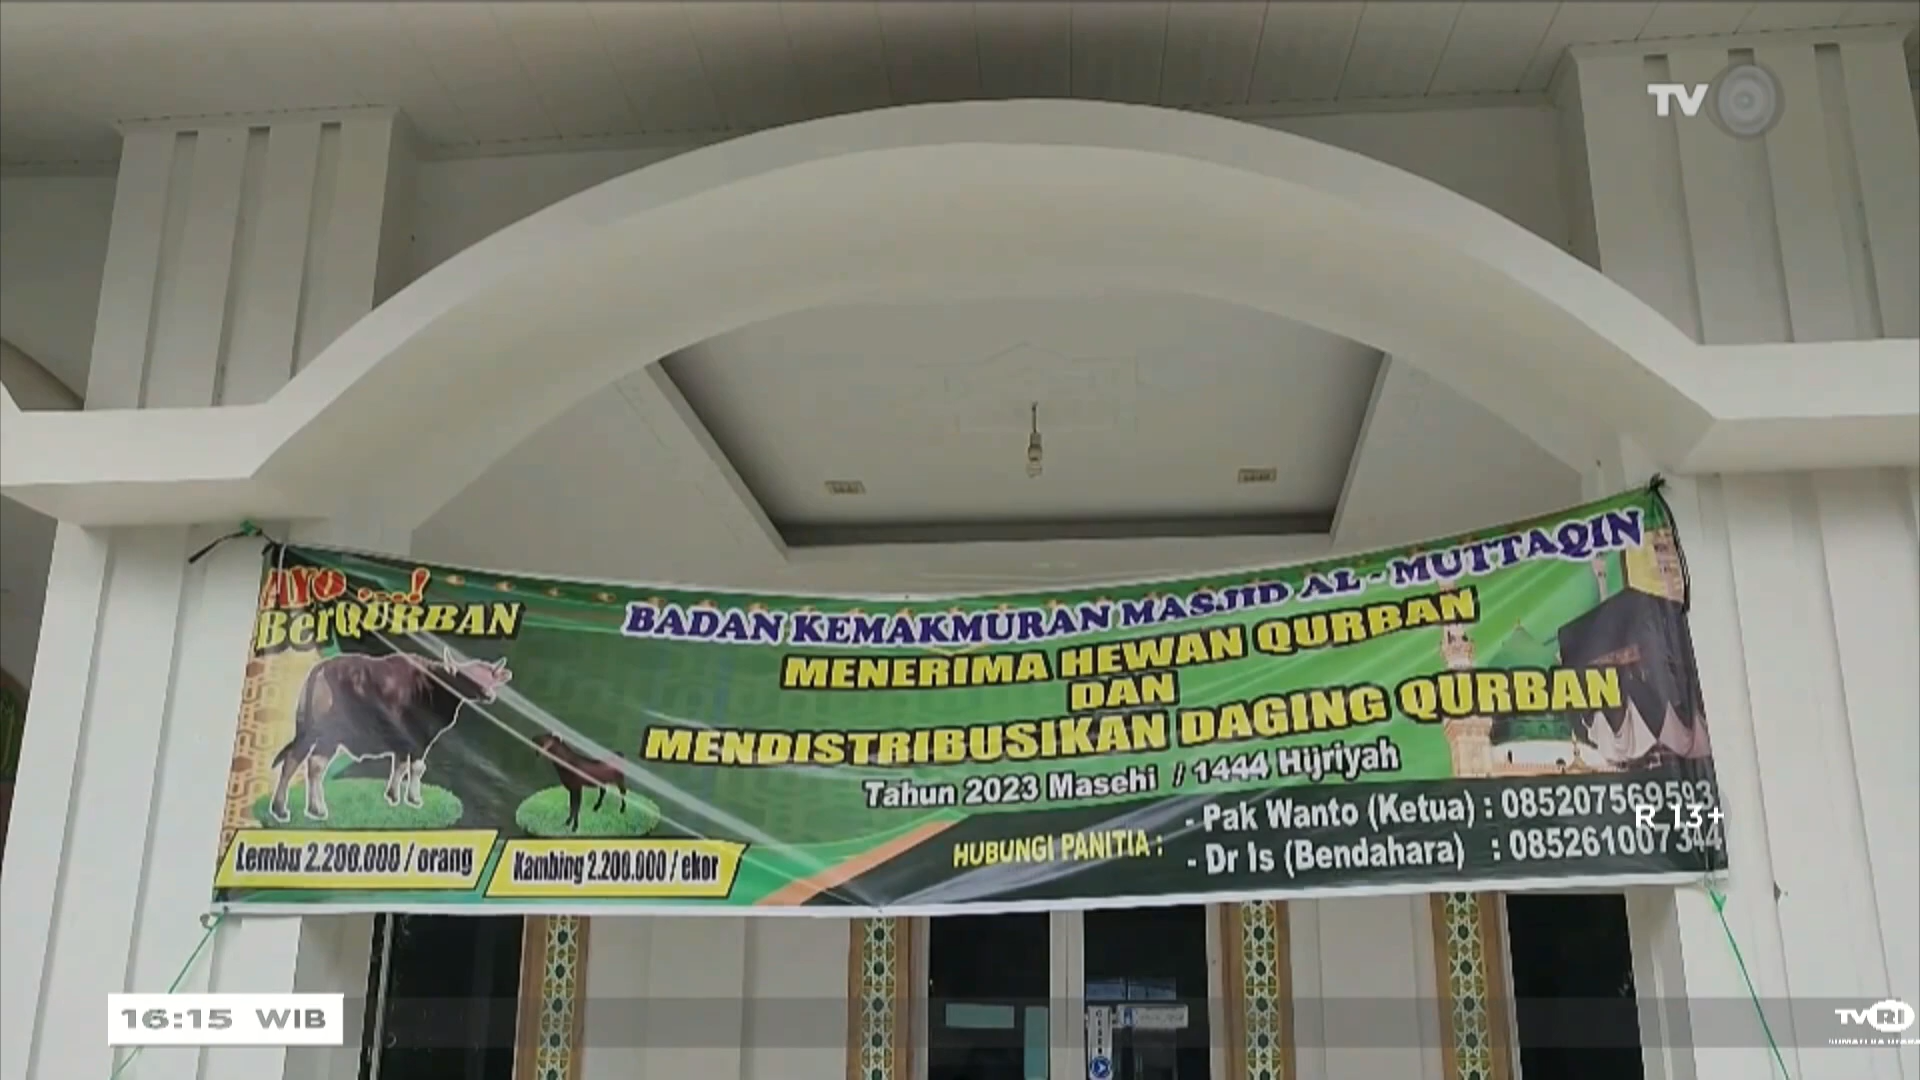 TV
AYO ....!
BerQURBAN
BADAN KEMAKMURAN MASJID AL - MUTTAQIN
MENERIMA HEWAN QURBAN
DAN
MENDISTRIBUSIKAN DAGING QURBAN
Tahun 2023 Masehi / 1444 Hijriyah
HUBUNGI PANITIA :
- Pak Wanto (Ketua) : 085207569593
- Dr Is (Bendahara) : 085261007344
Lembu 2.200.000 / orang
Kambing 2.200.000 / ekor
R 13+
16:15 WIB
TVRI